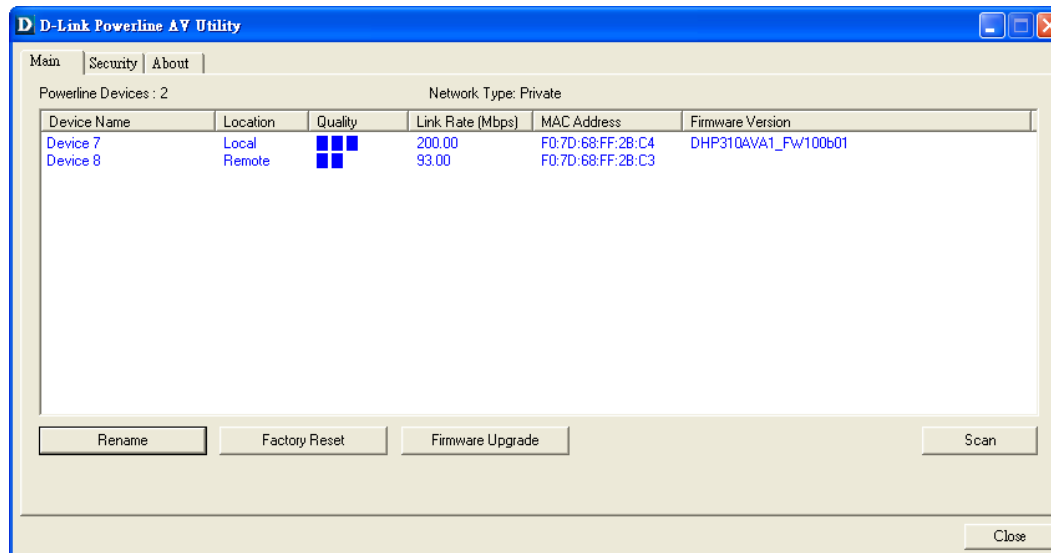 D D-Link Powerline AV Utility
Main Security About
Powerline Devices : 2 Network Type: Private
Device Name Location Quality Link Rate (Mbps) MAC Address Firmware Version
Device 7 Local 200.00 F0:7D:68:FF:2B:C4 DHP310AVA1_FW100b01
Device 8 Remote 93.00 F0:7D:68:FF:2B:C3
Rename Factory Reset Firmware Upgrade Scan
Close